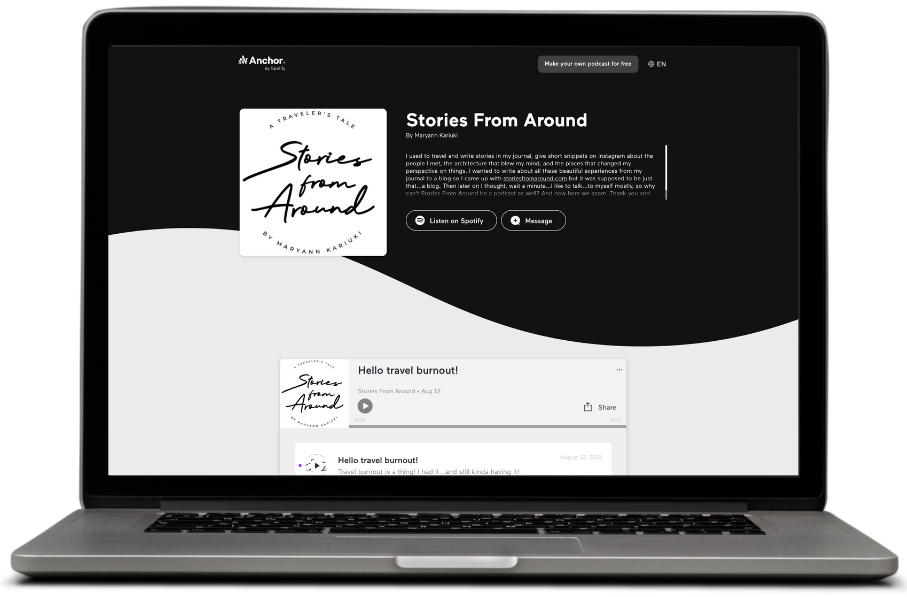 Anchor
by Spotify
Make your own podcast for free
EN
A TRAVELER'S TALE
Stories
from
Around
BY MARYANN KARIUKI
Stories From Around
By Maryann Kariuki
I used to travel and write stories in my journal, give short snippets on Instagram about the
people I met, the architecture that blew my mind, and the places that changed my
perspective on things. I wanted to write about all these beautiful experiences from my
journal to a blog so I came up with storiesfromaround.com but it was supposed to be just
that...a blog. Then later on I thought, wait a minute...I like to talk...to myself mostly, so why
can't Stories From Around be a podcast as well? And now here we are. Thank you and
Listen on Spotify
Message
A TRAVELER'S TALE
Stories
from
Around
BY MARYANN KARIUKI
Hello travel burnout!
Stories From Around • Aug 12
Share
Hello travel burnout!
August 12, 2022
Travel burnout is a thing! I had it...and still kinda having it!